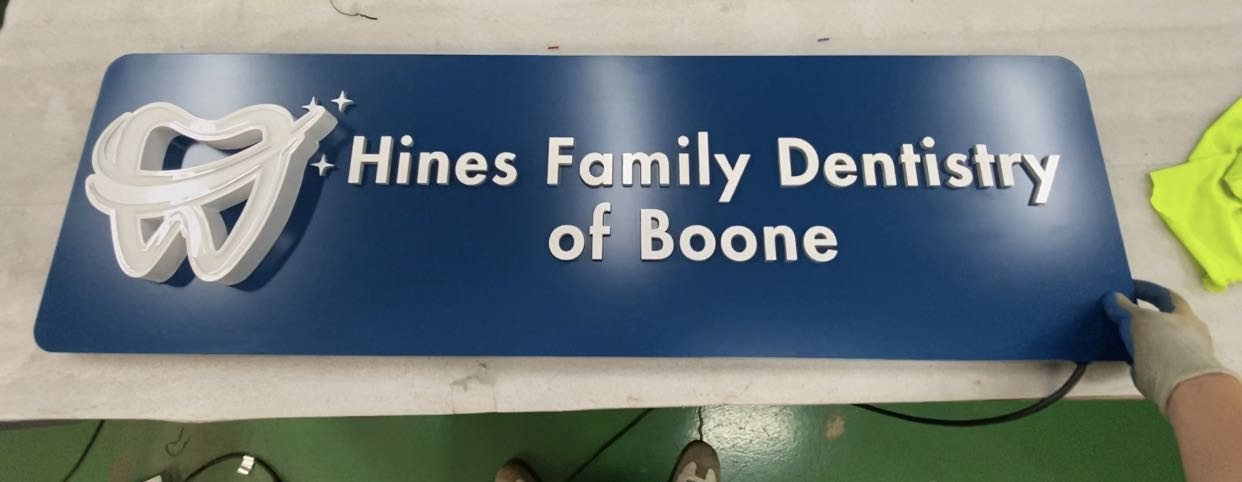 Hines Family Dentistry
of Boone